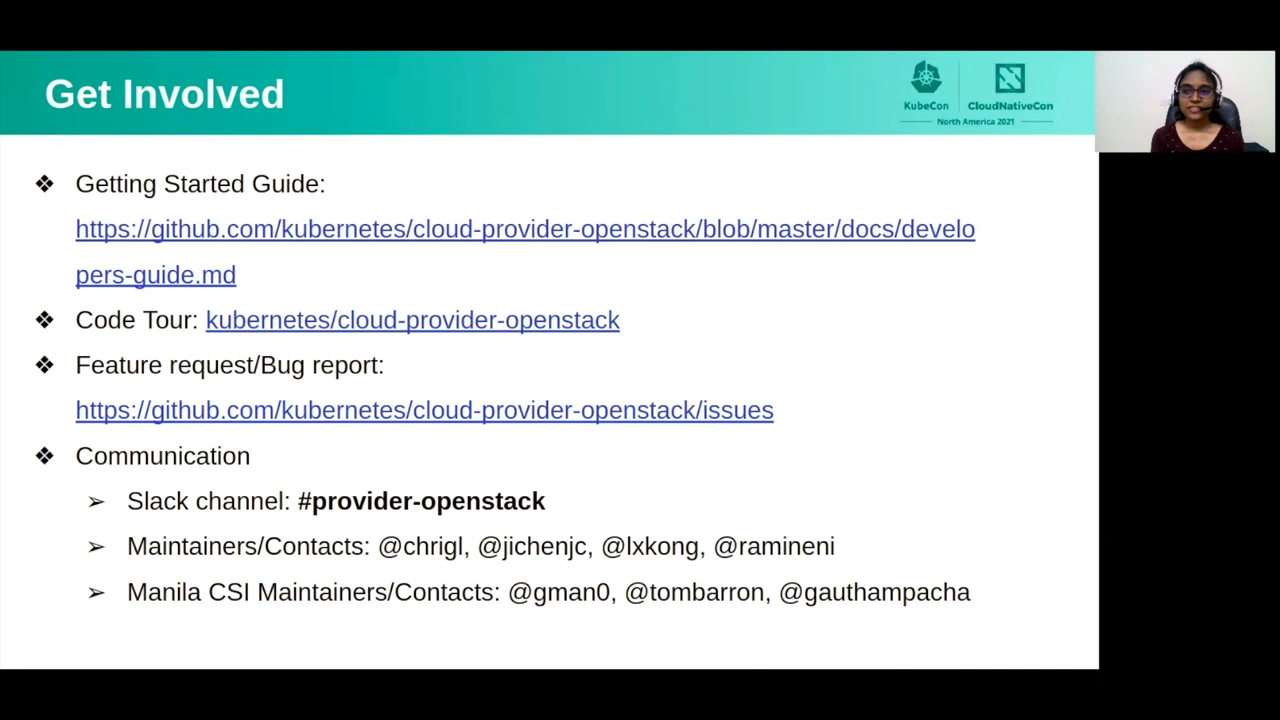 Get Involved
KubeCon
CloudNativeCon
North America 2021
❖ Getting Started Guide:
https://github.com/kubernetes/cloud-provider-openstack/blob/master/docs/develo
pers-guide.md
❖ Code Tour: kubernetes/cloud-provider-openstack
❖ Feature request/Bug report:
https://github.com/kubernetes/cloud-provider-openstack/issues
❖ Communication
➢ Slack channel: #provider-openstack
➢ Maintainers/Contacts: @chrigl, @jichenjc, @lxkong, @ramineni
➢ Manila CSI Maintainers/Contacts: @gman0, @tombarron, @gauthampacha